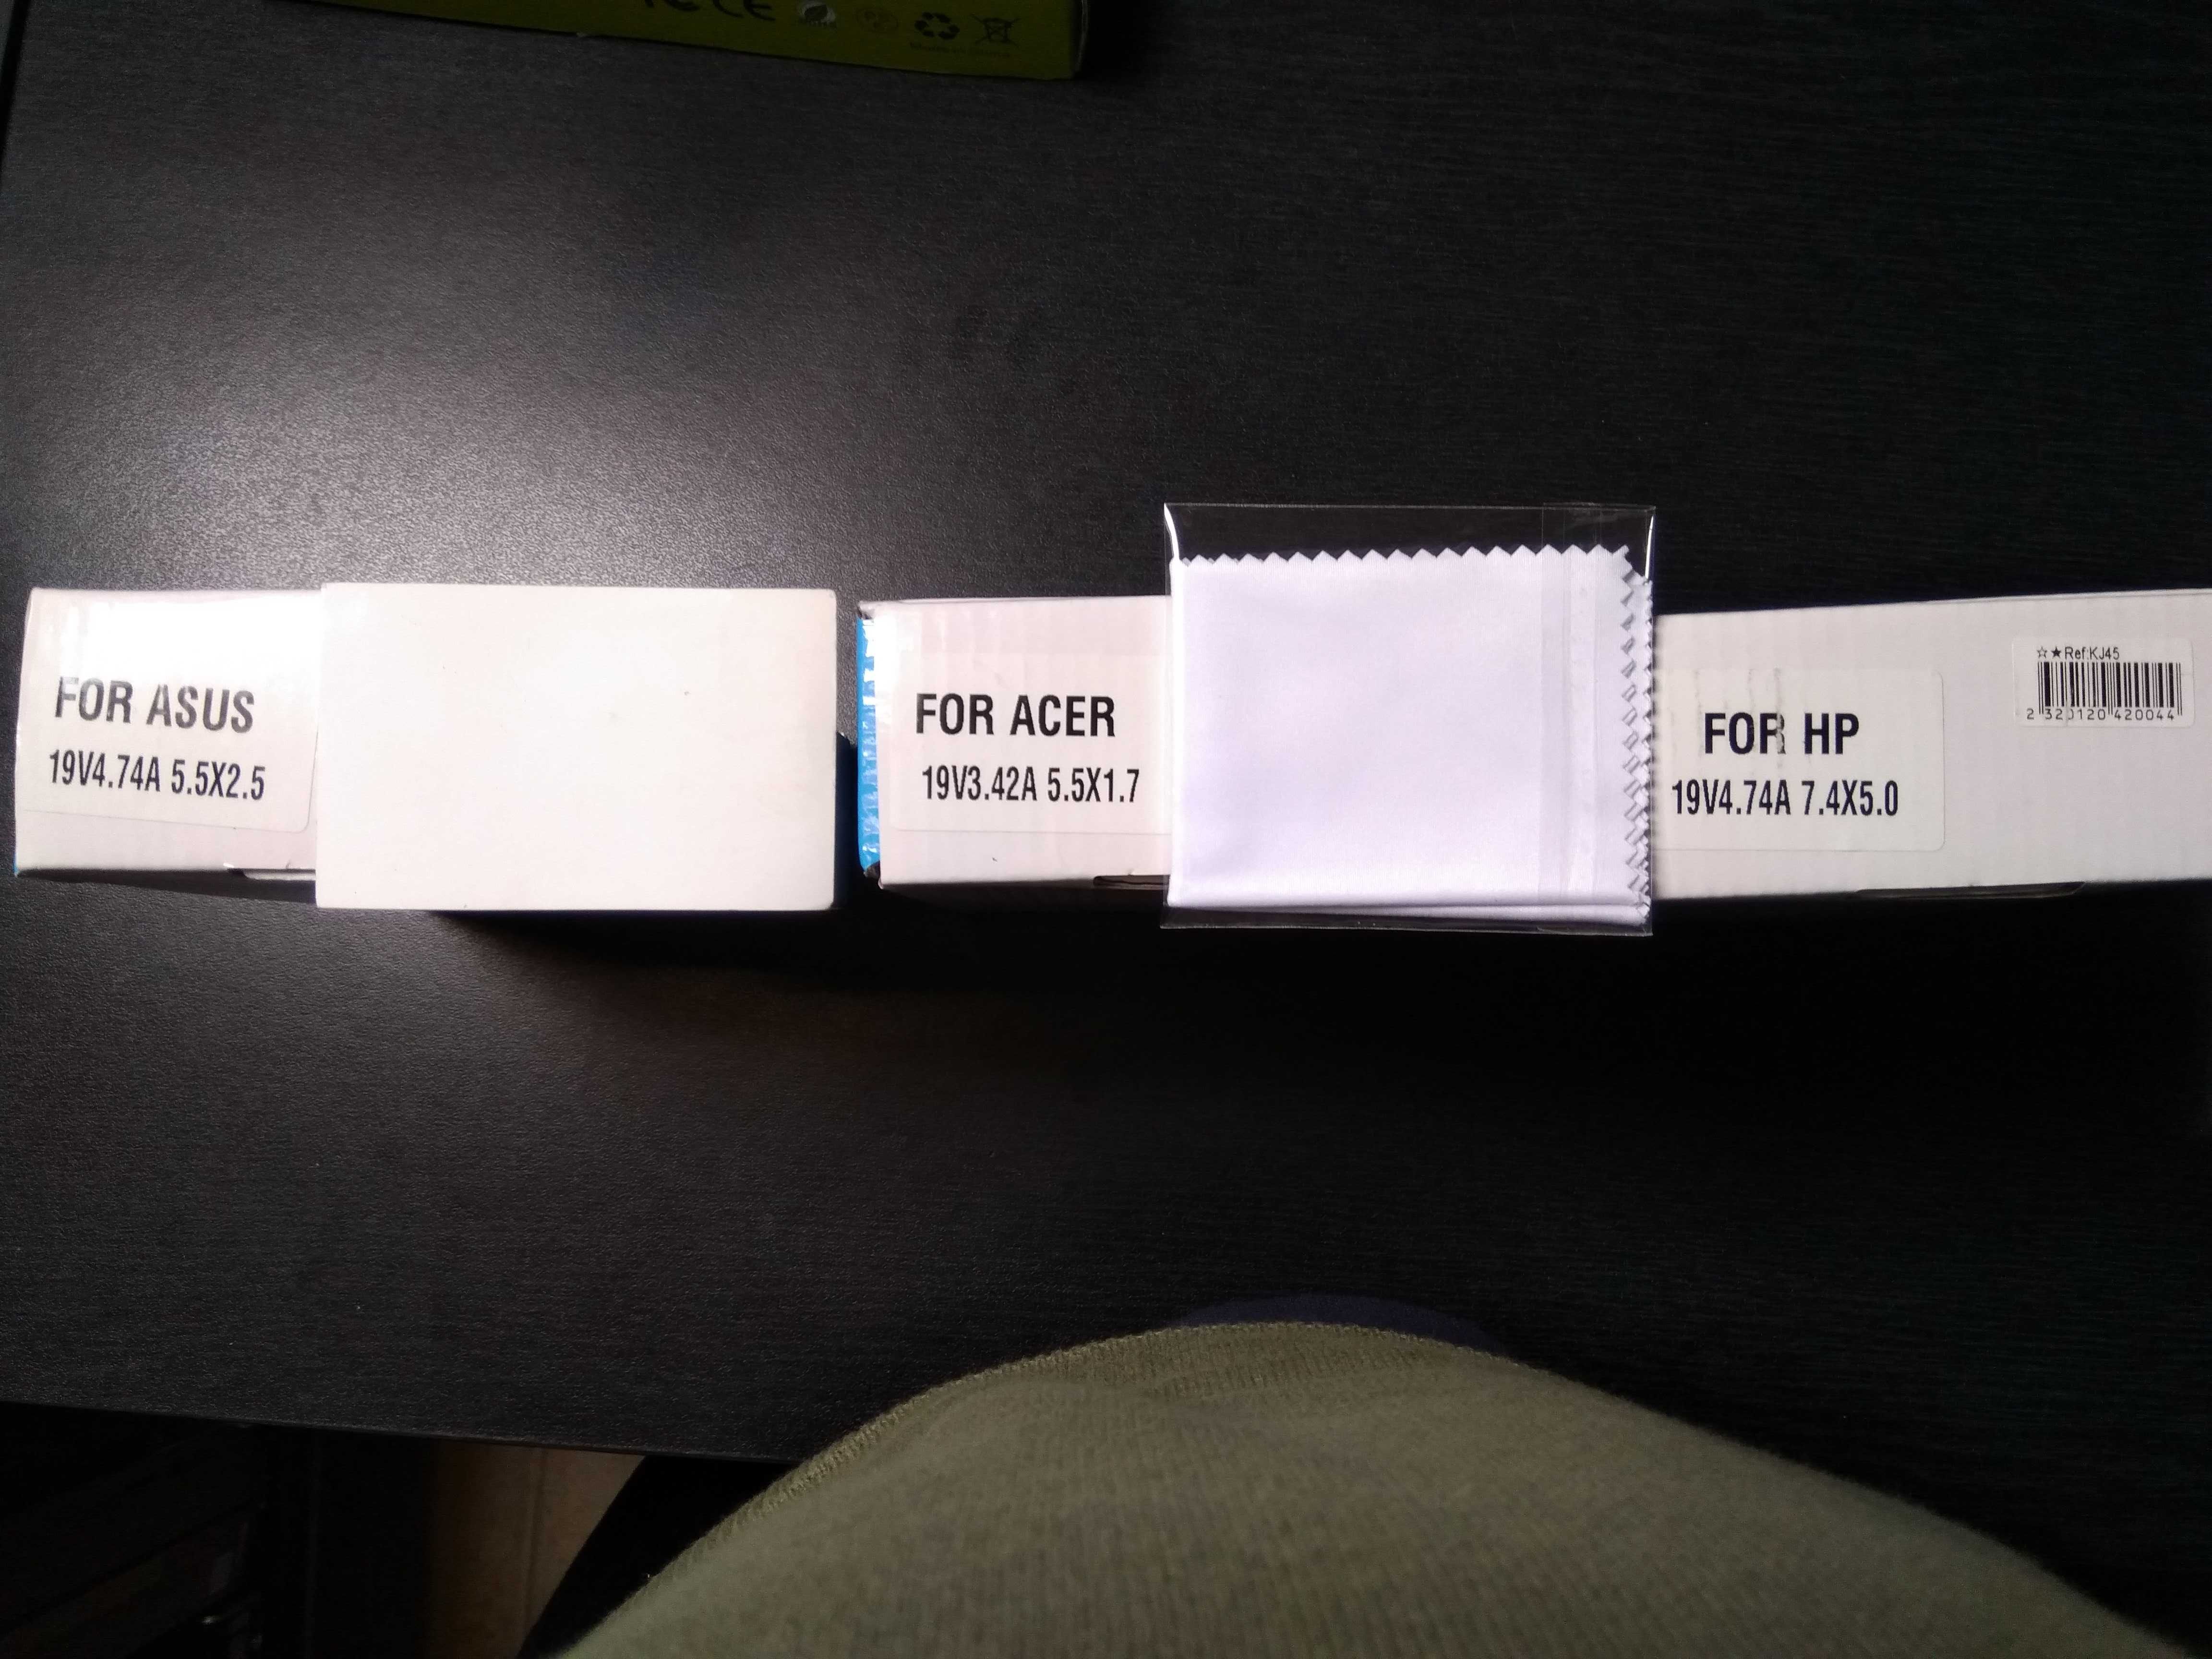 CE
FOR ASUS
19V4.74A 5.5X2.5
FOR ACER
19V3.42A 5.5X1.7
FOR HP
19V4.74A 7.4X5.0
☆★Ref:KJ45
2 320120 420044